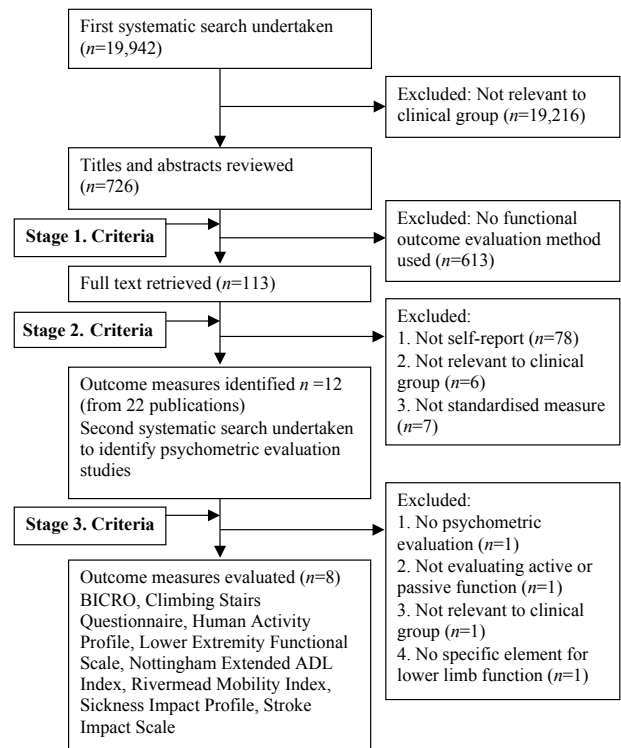 First systematic search undertaken
(n=19,942)
Excluded: Not relevant to
clinical group (n=19,216)
Titles and abstracts reviewed
(n=726)
Stage 1. Criteria
Excluded: No functional
outcome evaluation method
used (n=613)
Full text retrieved (n=113)
Stage 2. Criteria
Excluded:
1. Not self-report (n=78)
2. Not relevant to clinical
group (n=6)
3. Not standardised measure
(n=7)
Outcome measures identified n =12
(from 22 publications)
Second systematic search undertaken
to identify psychometric evaluation
studies
Stage 3. Criteria
Excluded:
1. No psychometric
evaluation (n=1)
2. Not evaluating active or
passive function (n=1)
3. Not relevant to clinical
group (n=1)
4. No specific element for
lower limb function (n=1)
Outcome measures evaluated (n=8)
BICRO, Climbing Stairs
Questionnaire, Human Activity
Profile, Lower Extremity Functional
Scale, Nottingham Extended ADL
Index, Rivermead Mobility Index,
Sickness Impact Profile, Stroke
Impact Scale